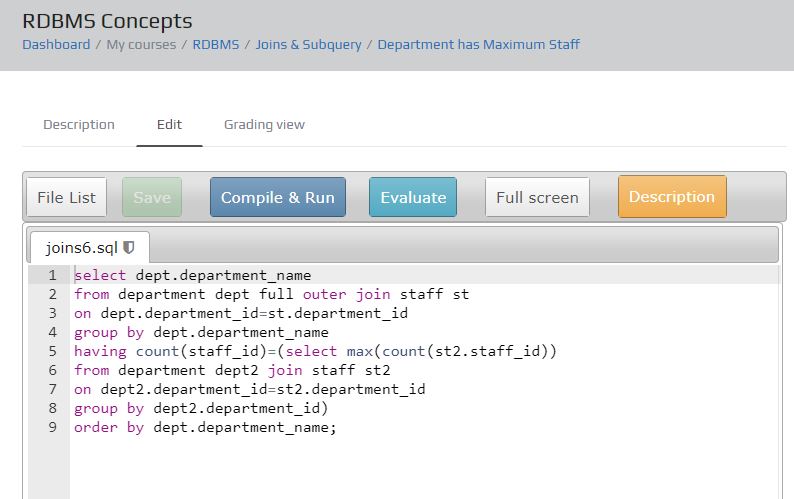 RDBMS Concepts
Dashboard / My courses / RDBMS / Joins & Subquery / Department has Maximum Staff
Description Edit Grading view
File List Save Compile & Run Evaluate Full screen Description
joins6.sql
1 select dept.department_name
2 from department dept full outer join staff st
3 on dept.department_id=st.department_id
4 group by dept.department_name
5 having count(staff_id)=(select max(count(st2.staff_id))
6 from department dept2 join staff st2
7 on dept2.department_id=st2.department_id
8 group by dept2.department_id)
9 order by dept.department_name;